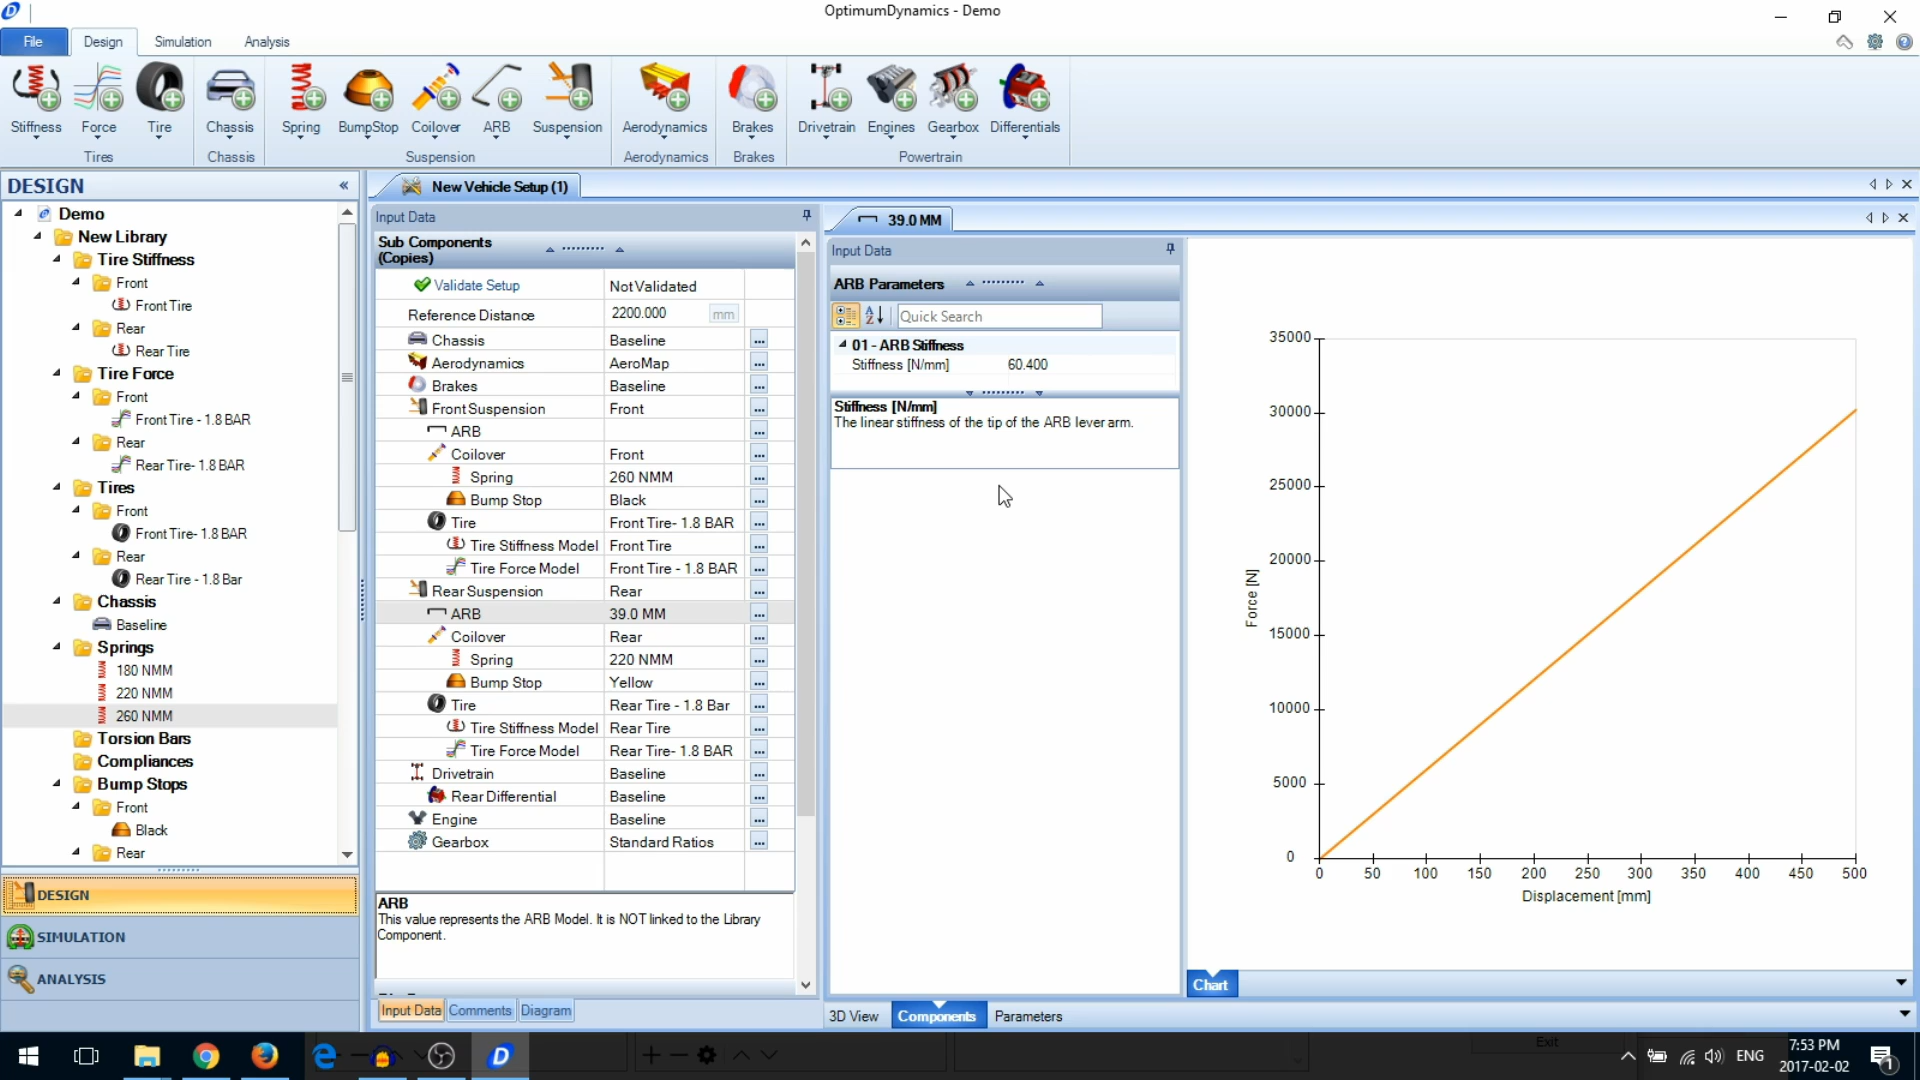 OptimumDynamics - Demo
File
Design
Simulation
Analysis
Stiffness
Force
Tire
Chassis
Spring
BumpStop
Coilover
ARB
Suspension
Aerodynamics
Brakes
Drivetrain
Engines
Gearbox
Differentials
Tires
Chassis
Suspension
Aerodynamics
Brakes
Powertrain
DESIGN
Demo
New Library
Tire Stiffness
Front
Front Tire
Rear
Rear Tire
Tire Force
Front
Front Tire - 1.8 BAR
Rear
Rear Tire- 1.8 BAR
Tires
Front
Front Tire- 1.8 BAR
Rear
Rear Tire - 1.8 Bar
Chassis
Baseline
Springs
180 NMM
220 NMM
260 NMM
Torsion Bars
Compliances
Bump Stops
Front
Black
Rear
DESIGN
SIMULATION
ANALYSIS
New Vehicle Setup (1)
Input Data
Sub Components
(Copies)
Validate Setup Not Validated
Reference Distance 2200.000 mm
Chassis Baseline ...
Aerodynamics AeroMap ...
Brakes Baseline ...
Front Suspension Front ...
ARB ...
Coilover Front ...
Spring 260 NMM ...
Bump Stop Black ...
Tire Front Tire- 1.8 BAR ...
Tire Stiffness Model Front Tire ...
Tire Force Model Front Tire - 1.8 BAR ...
Rear Suspension Rear ...
ARB 39.0 MM ...
Coilover Rear ...
Spring 220 NMM ...
Bump Stop Yellow ...
Tire Rear Tire - 1.8 Bar ...
Tire Stiffness Model Rear Tire ...
Tire Force Model Rear Tire- 1.8 BAR ...
Drivetrain Baseline ...
Rear Differential Baseline ...
Engine Baseline ...
Gearbox Standard Ratios ...
ARB
This value represents the ARB Model. It is NOT linked to the Library
Component.
Input Data Comments Diagram
39.0 MM
Input Data
ARB Parameters
Quick Search
01 - ARB Stiffness
Stiffness [N/mm] 60.400
Stiffness [N/mm]
The linear stiffness of the tip of the ARB lever arm.
35000
30000
25000
20000
15000
10000
5000
0
Force [N]
0 50 100 150 200 250 300 350 400 450 500
Displacement [mm]
Chart
3D View Components Parameters
Exit
ENG
7:53 PM
2017-02-02
1